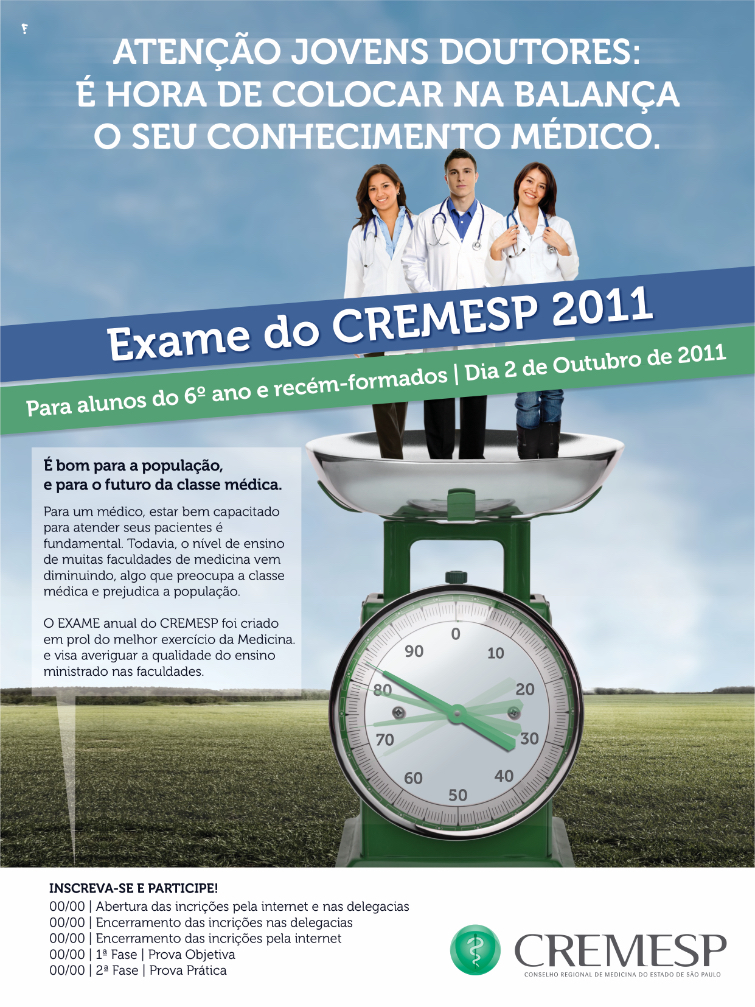 ATENÇÃO JOVENS DOUTORES:
É HORA DE COLOCAR NA BALANÇA
O SEU CONHECIMENTO MÉDICO.
Exame do CREMESP 2011
Para alunos do 6º ano e recém-formados | Dia 2 de Outubro de 2011
É bom para a população,
e para o futuro da classe médica.
Para um médico, estar bem capacitado
para atender seus pacientes é
fundamental. Todavia, o nível de ensino
de muitas faculdades de medicina vem
diminuindo, algo que preocupa a classe
médica e prejudica a população.
O EXAME anual do CREMESP foi criado
em prol do melhor exercício da Medicina.
e visa averiguar a qualidade do ensino
ministrado nas faculdades.
0
10
20
30
40
50
60
70
80
90
INSCREVA-SE E PARTICIPE!
00/00 | Abertura das incrições pela internet e nas delegacias
00/00 | Encerramento das incrições nas delegacias
00/00 | Encerramento das incrições pela internet
00/00 | 1ª Fase | Prova Objetiva
00/00 | 2ª Fase | Prova Prática
CREMESP
CONSELHO REGIONAL DE MEDICINA DO ESTADO DE SÃO PAULO